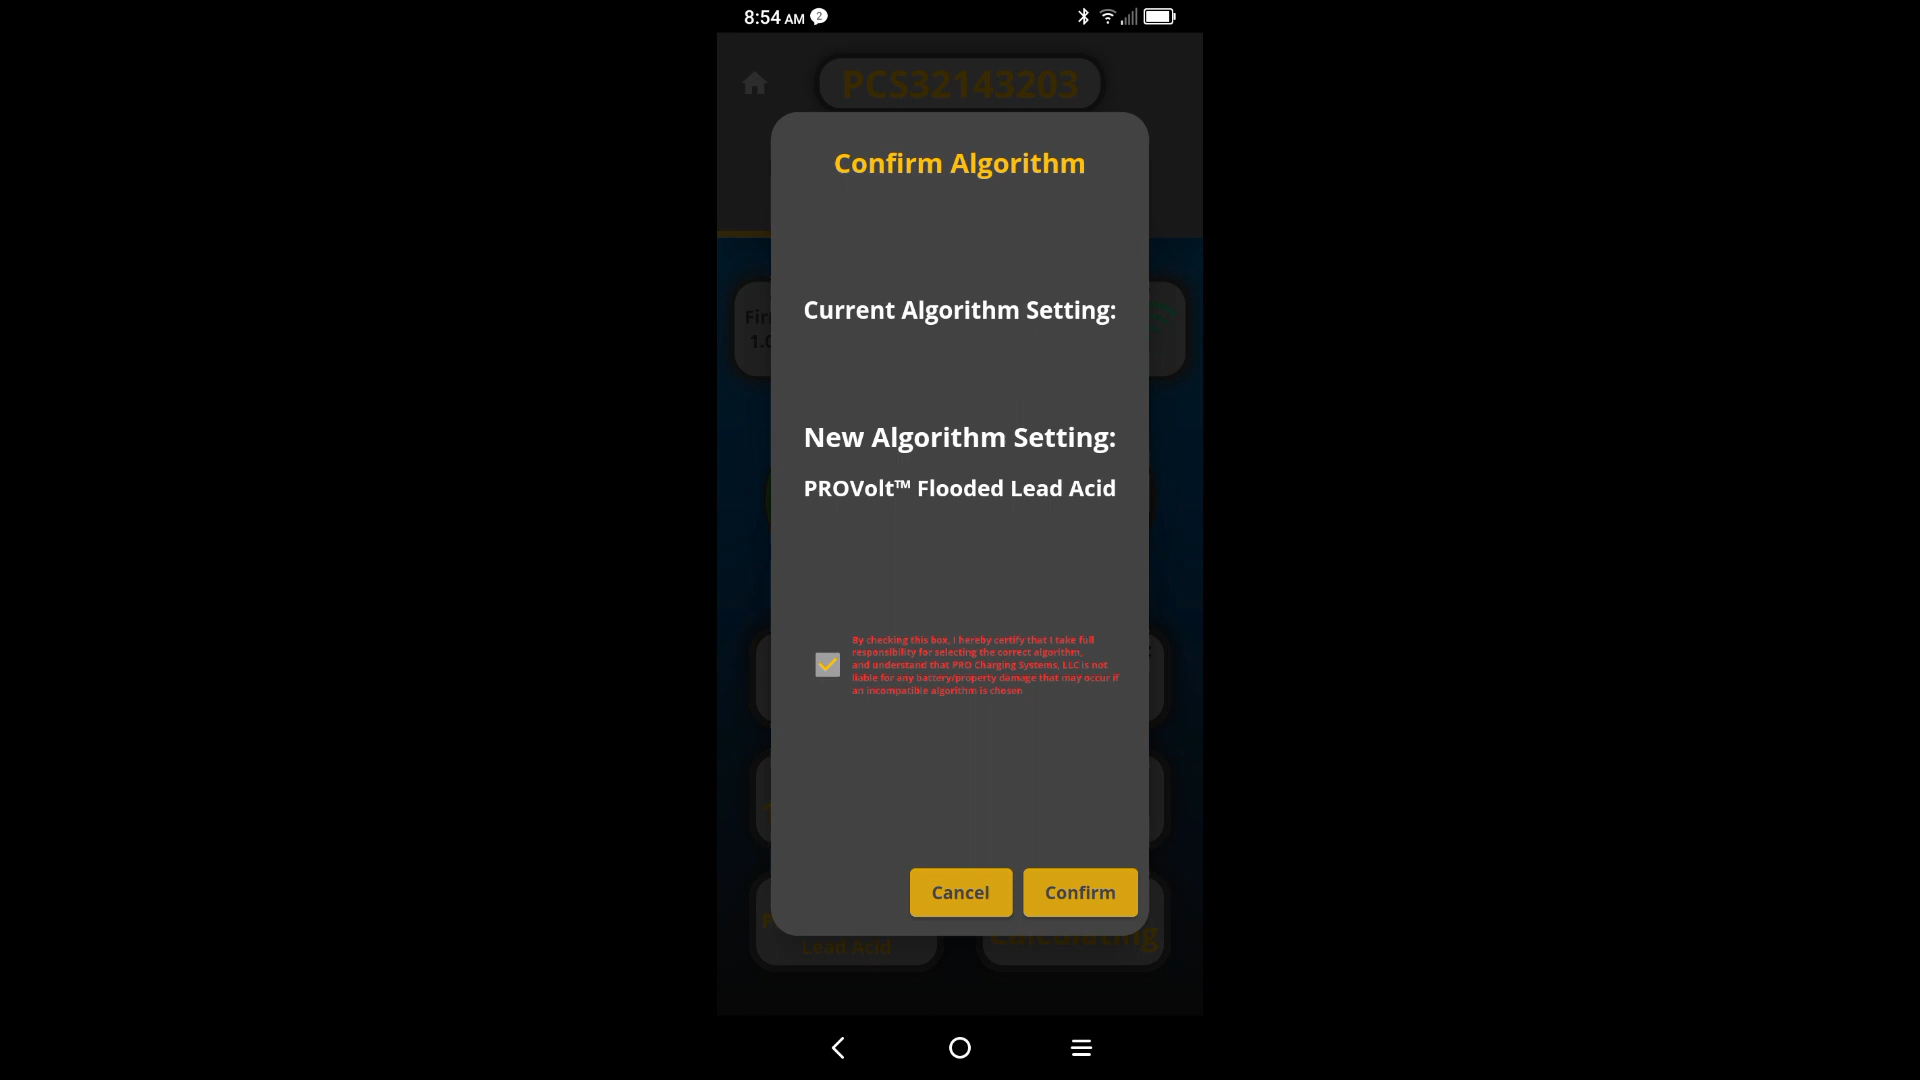 8:54 AM 2
PCS32143203
Confirm Algorithm
Current Algorithm Setting:
New Algorithm Setting:
PROVolt™ Flooded Lead Acid
By checking this box, I hereby certify that I take full
responsibility for selecting the correct algorithm,
and understand that PRO Charging Systems, LLC is not
liable for any battery/property damage that may occur if
an incompatible algorithm is chosen
Cancel Confirm
Lead Acid Calculating